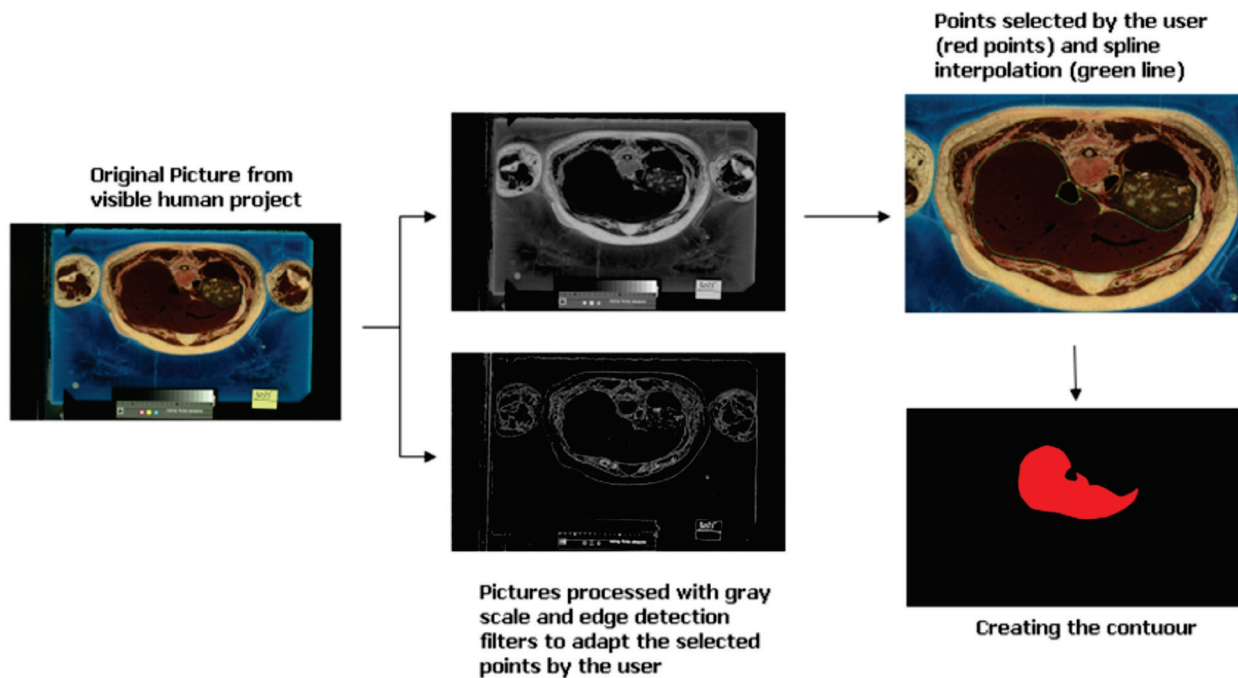 Original Picture from
visible human project
Points selected by the user
(red points) and spline
interpolation (green line)
Pictures processed with gray
scale and edge detection
filters to adapt the selected
points by the user
Creating the contuour